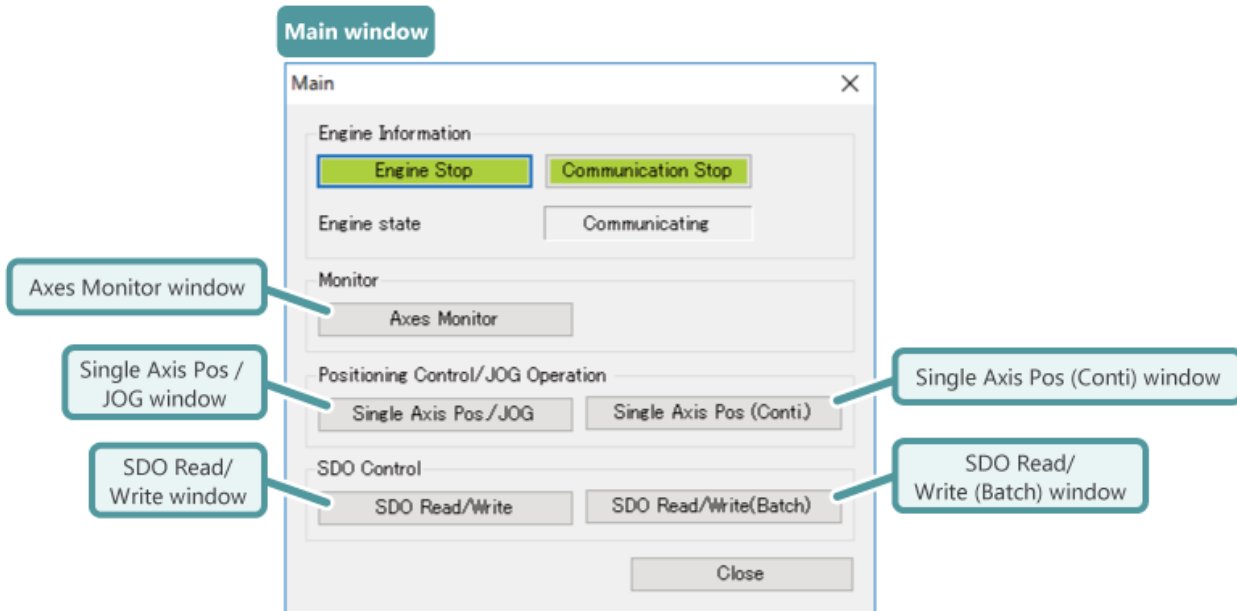 Main window
Main
Engine Information
Engine Stop
Communication Stop
Engine state
Communicating
Axes Monitor window
Monitor
Axes Monitor
Single Axis Pos /
JOG window
Positioning Control/JOG Operation
Single Axis Pos./JOG
Single Axis Pos (Conti.)
Single Axis Pos (Conti) window
SDO Read/
Write window
SDO Control
SDO Read/Write
SDO Read/Write(Batch)
SDO Read/
Write (Batch) window
Close